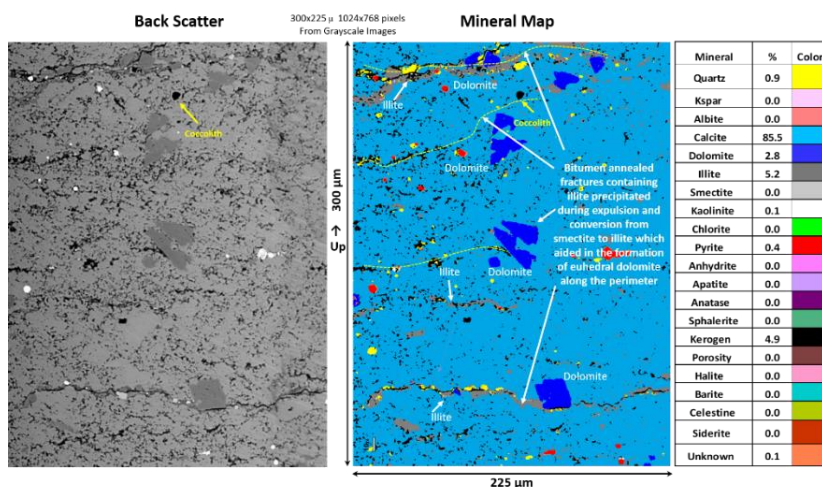 Back Scatter
300x225 μ 1024x768 pixels
From Grayscale Images
Mineral Map
Coccolith
300 µm
Up →
225 µm
Dolomite
Illite
Coccolith
Dolomite
Bitumen annealed
fractures containing
illite precipitated
during expulsion and
conversion from
smectite to illite which
aided in the formation
of euhedral dolomite
along the perimeter
Illite
Dolomite
Dolomite
Illite
Mineral % Color
Quartz 0.9
Kspar 0.0
Albite 0.0
Calcite 85.5
Dolomite 2.8
Illite 5.2
Smectite 0.0
Kaolinite 0.1
Chlorite 0.0
Pyrite 0.4
Anhydrite 0.0
Apatite 0.0
Anatase 0.0
Sphalerite 0.0
Kerogen 4.9
Porosity 0.0
Halite 0.0
Barite 0.0
Celestine 0.0
Siderite 0.0
Unknown 0.1